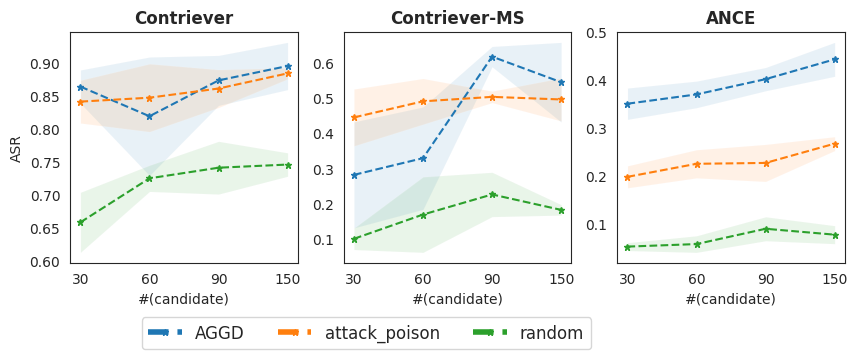 Contriever
Contriever-MS
ANCE
ASR
0.90
0.85
0.80
0.75
0.70
0.65
0.60
30 60 90 150
#(candidate)
0.6
0.5
0.4
0.3
0.2
0.1
30 60 90 150
#(candidate)
0.5
0.4
0.3
0.2
0.1
30 60 90 150
#(candidate)
AGGD attack_poison random